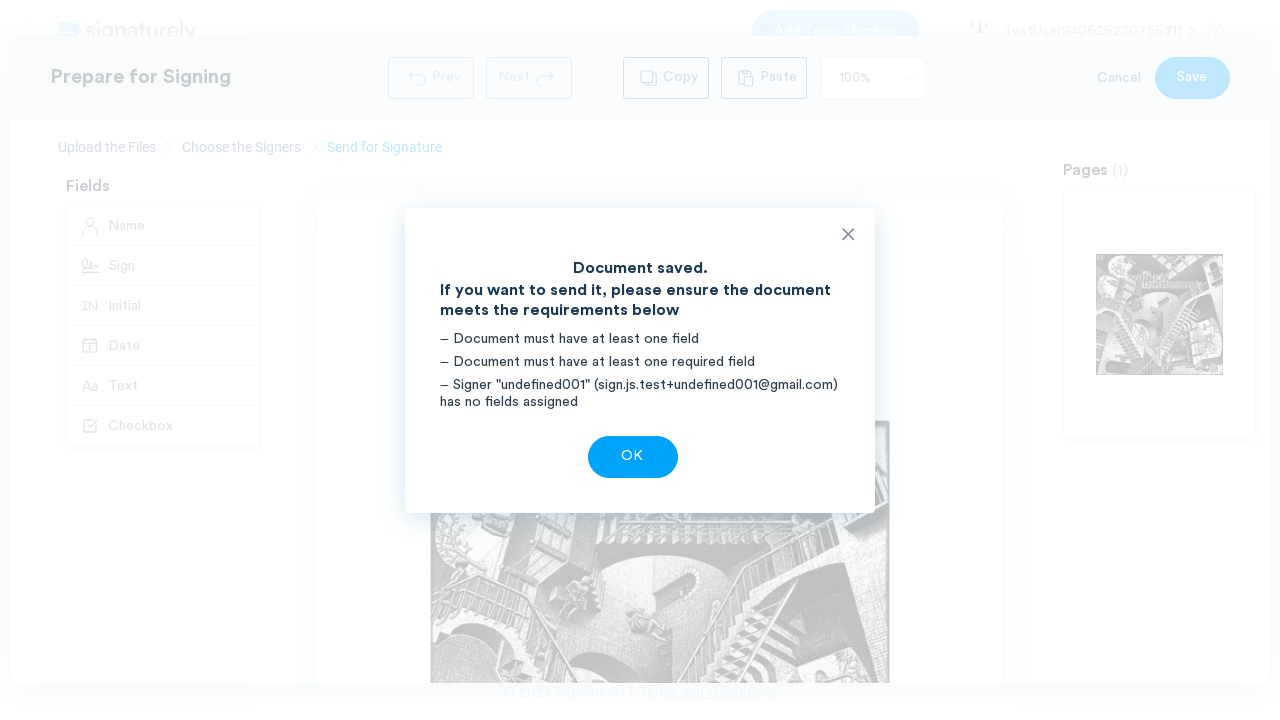 signaturely
Add Team Member
TestUser2406262307562
Prepare for Signing
Prev
Next
Copy
Paste
100%
Cancel
Save
Upload the Files
Choose the Signers
Send for Signature
Fields
Name
Sign
Initial
Date
Text
Checkbox
Pages (1)
Document saved.
If you want to send it, please ensure the document
meets the requirements below
– Document must have at least one field
– Document must have at least one required field
– Signer "undefined001" (sign.js.test+undefined001@gmail.com)
has no fields assigned
OK
© 2024 Signaturely | Terms and Conditions